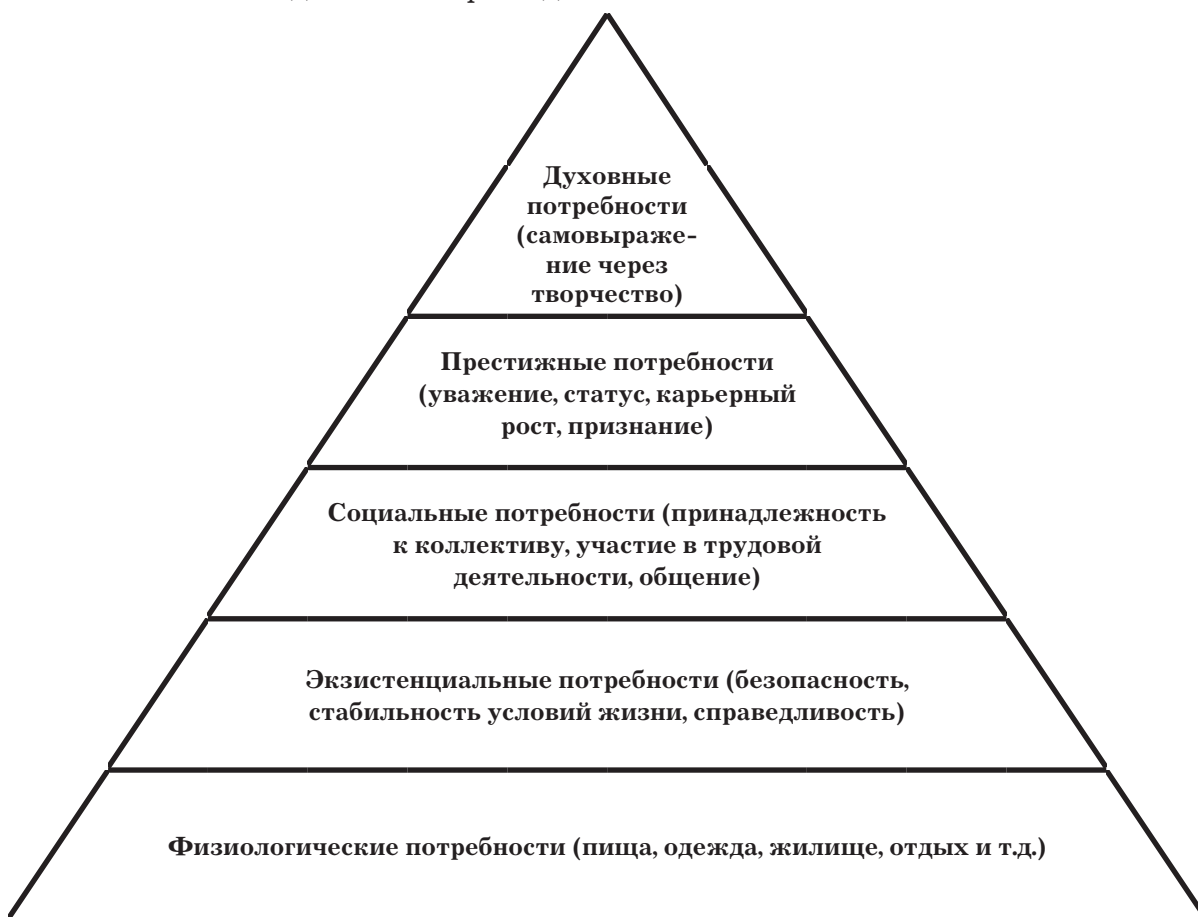 Духовные
потребности
(самовыраже-
ние через
творчество)
Престижные потребности
(уважение, статус, карьерный
рост, признание)
Социальные потребности (принадлежность
к коллективу, участие в трудовой
деятельности, общение)
Экзистенциальные потребности (безопасность,
стабильность условий жизни, справедливость)
Физиологические потребности (пища, одежда, жилище, отдых и т.д.)